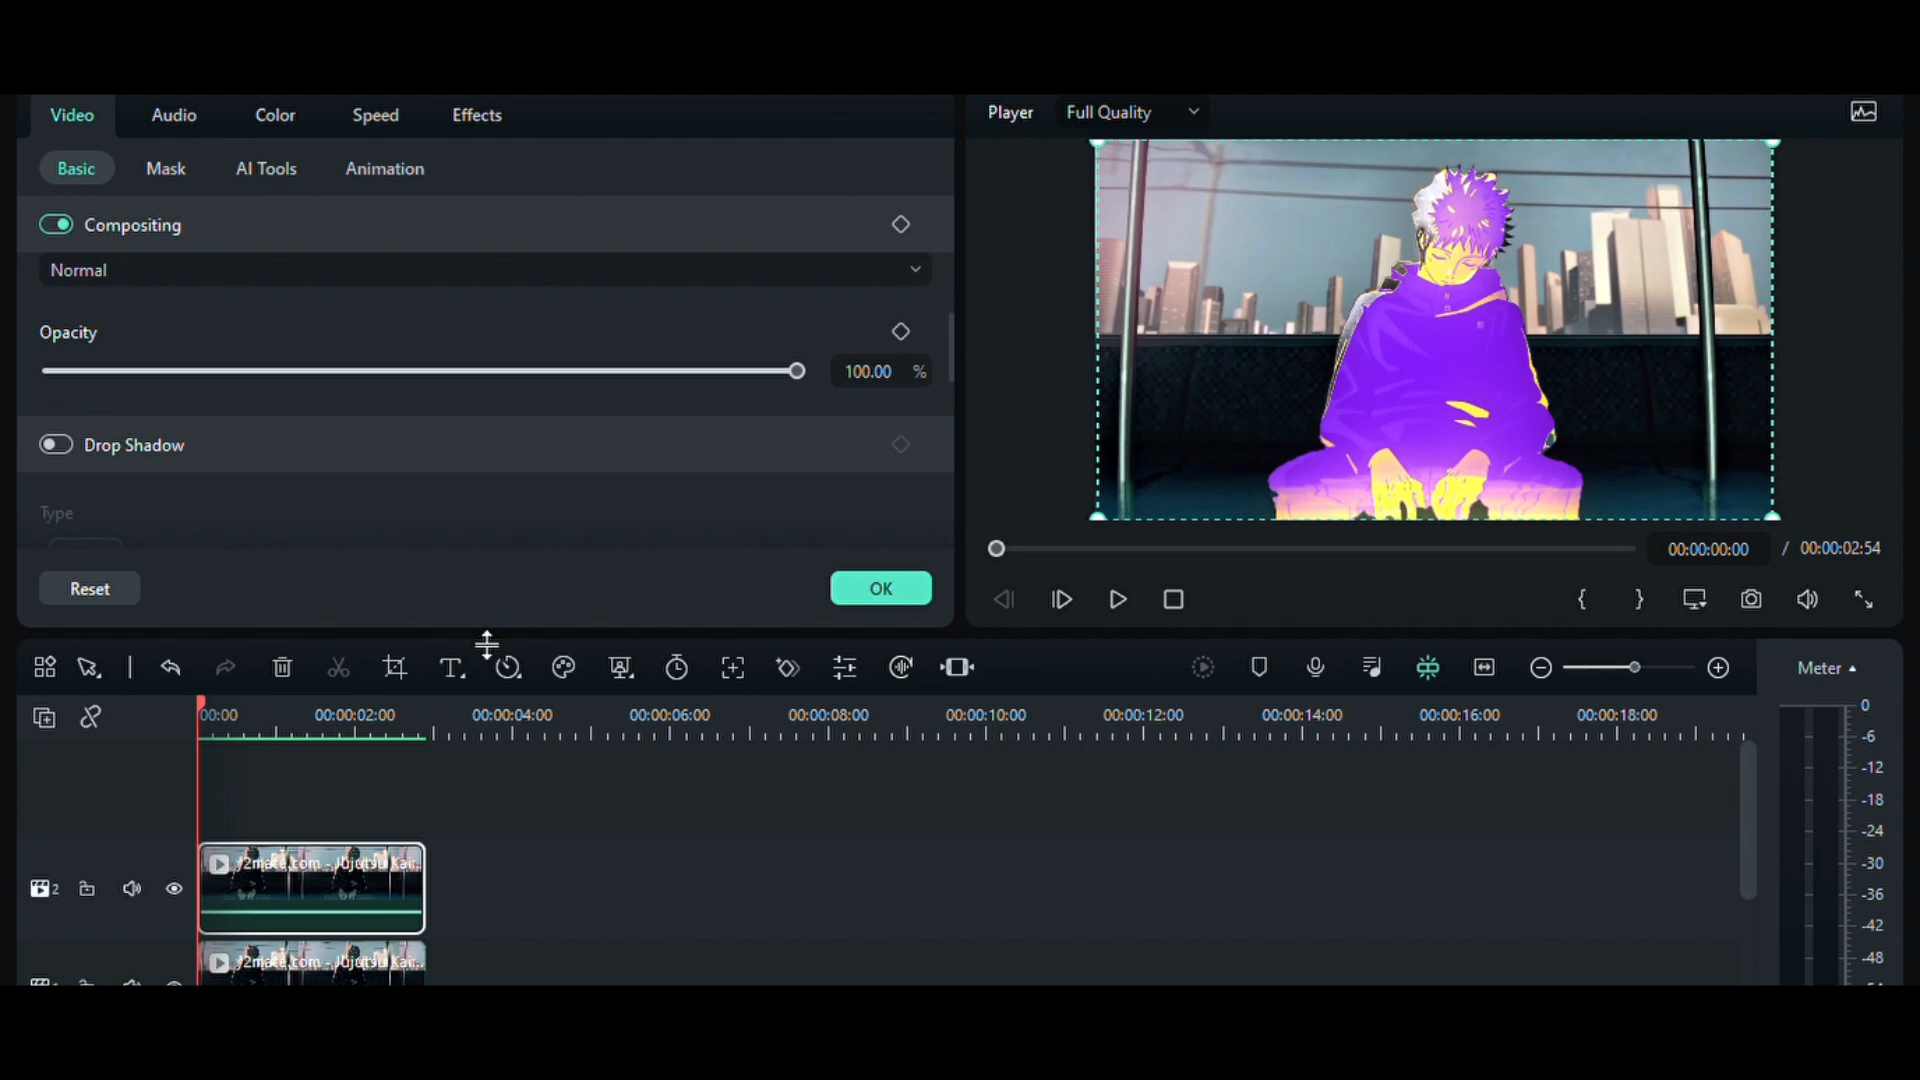 Video Audio Color Speed Effects
Basic Mask AI Tools Animation
Compositing
Normal
Opacity
100.00 %
Drop Shadow
Type
Reset OK
Player Full Quality
00:00:00:00 / 00:00:02:54
Meter
00:00 00:00:02:00 00:00:04:00 00:00:06:00 00:00:08:00 00:00:10:00 00:00:12:00 00:00:14:00 00:00:16:00 00:00:18:00
0
-6
-12
-18
-24
-30
-36
-42
-48
2
y2mate.com - Jujutsu Kai...
y2mate.com - Jujutsu Kai...